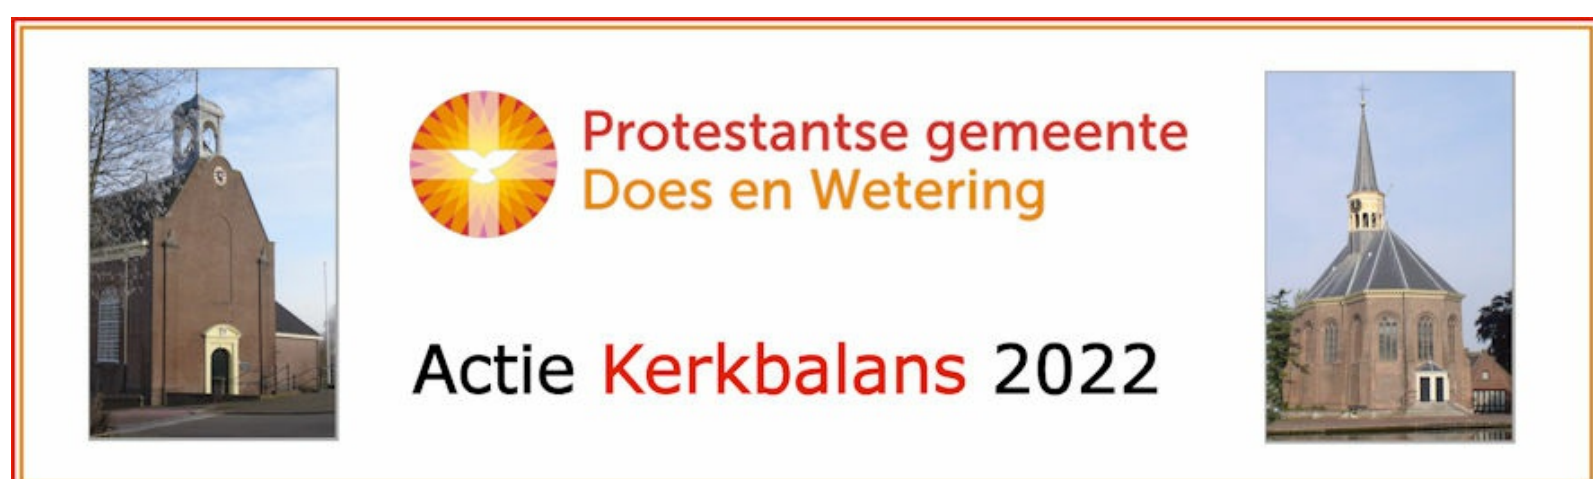 Protestantse gemeente
Does en Wetering
Actie Kerkbalans 2022